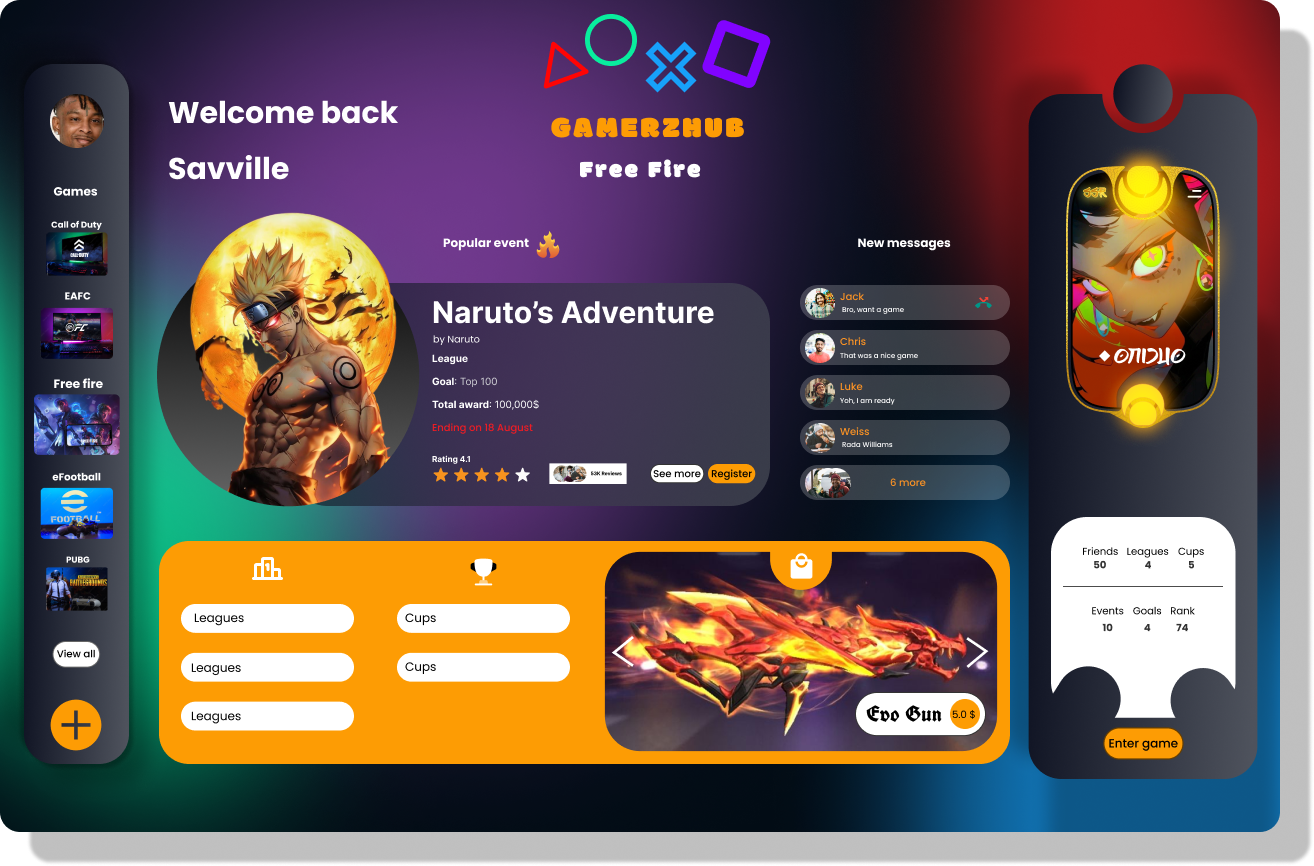 Welcome back
Savville
GAMERZHUB
Free Fire
Games
Call of Duty
CALL·DUTY
EAFC
FC
Free fire
eFootball
FOOTBALL
PUBG
View all
Popular event
Naruto’s Adventure
by Naruto
League
Goal: Top 100
Total award: 100,000$
Ending on 18 August
Rating 4.1
53K Reviews
See more
Register
New messages
Jack
Bro, want a game
Chris
That was a nice game
Luke
Yoh, I am ready
Weiss
Rada Williams
6 more
Leagues
Leagues
Leagues
Cups
Cups
Evo Gun
5.0 $
Friends Leagues Cups
50 4 5
Events Goals Rank
10 4 74
Enter game